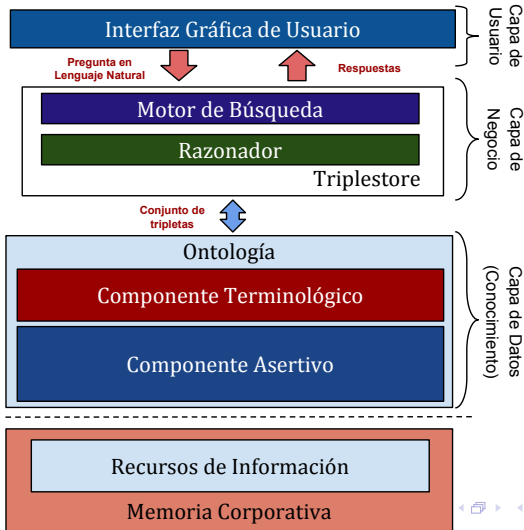 Interfaz Gráfica de Usuario
Capa de
Usuario
Pregunta en
Lenguaje Natural
Respuestas
Motor de Búsqueda
Razonador
Triplestore
Capa de
Negocio
Conjunto de
tripletas
Ontología
Componente Terminológico
Componente Asertivo
Capa de Datos
(Conocimiento)
Recursos de Información
Memoria Corporativa